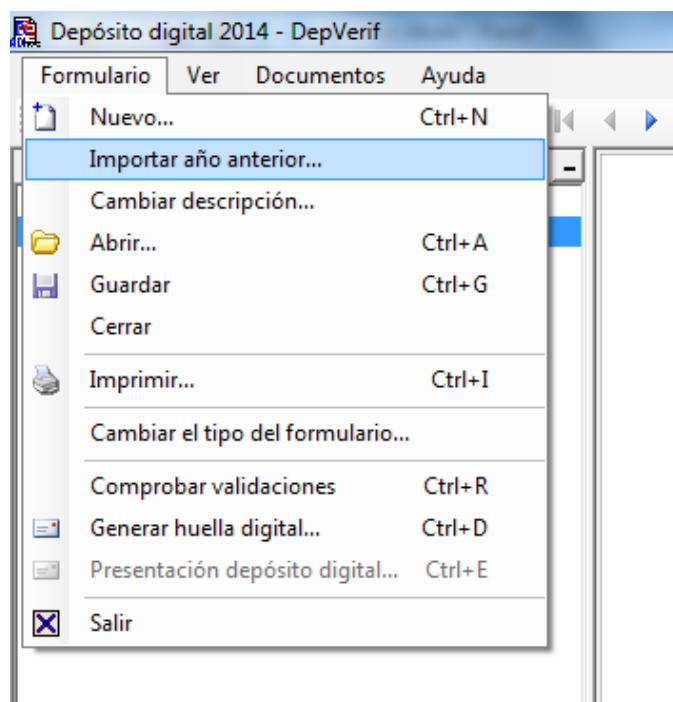 Depósito digital 2014 - DepVerif
Formulario Ver Documentos Ayuda
Nuevo... Ctrl+N
Importar año anterior...
Cambiar descripción...
Abrir... Ctrl+A
Guardar Ctrl+G
Cerrar
Imprimir... Ctrl+I
Cambiar el tipo del formulario...
Comprobar validaciones Ctrl+R
Generar huella digital... Ctrl+D
Presentación depósito digital... Ctrl+E
Salir